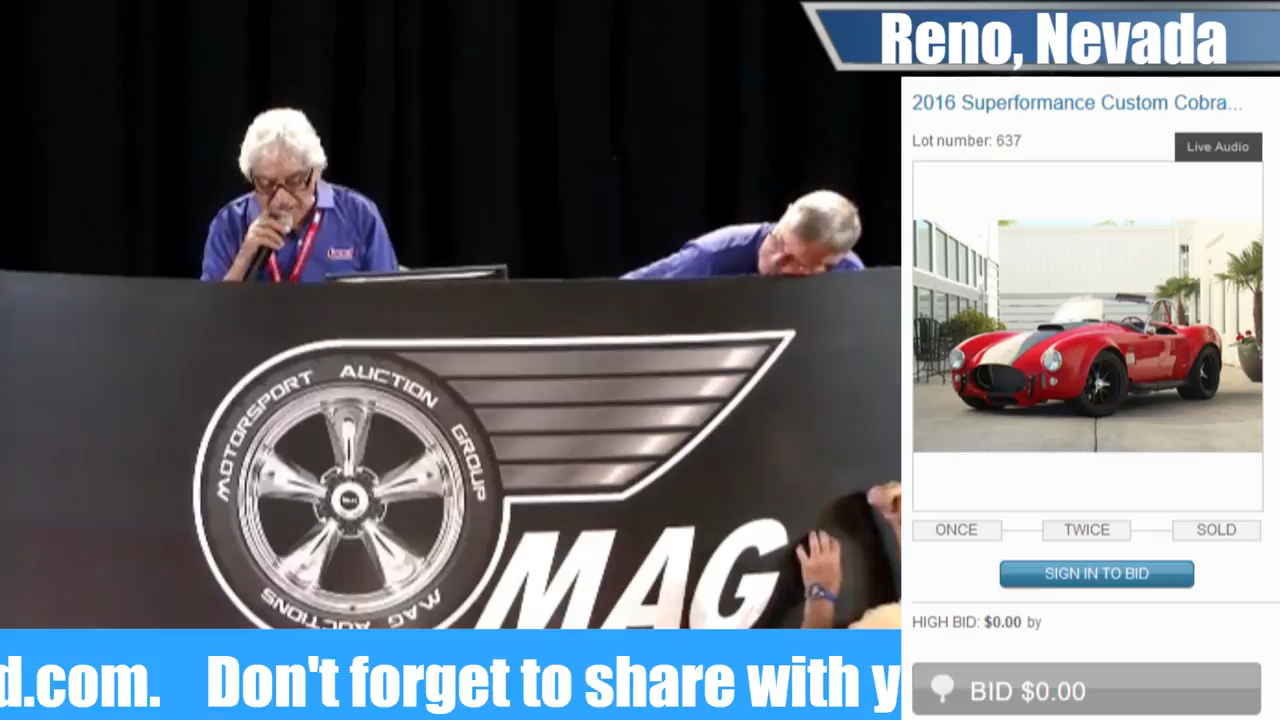 Reno, Nevada
2016 Superformance Custom Cobra...
Lot number: 637
Live Audio
MOTORSPORT AUCTION GROUP
MAG AUCTIONS
MAG
ONCE
TWICE
SOLD
SIGN IN TO BID
HIGH BID: $0.00 by
BID $0.00
d.com. Don't forget to share with y